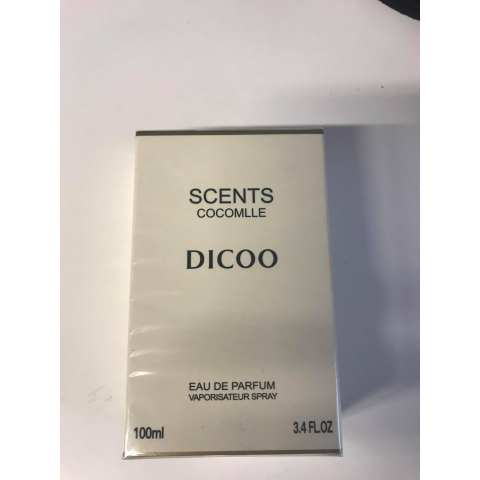 SCENTS
COCOMLLE
DICOO
EAU DE PARFUM
VAPORISATEUR SPRAY
100ml 3.4 FL.OZ